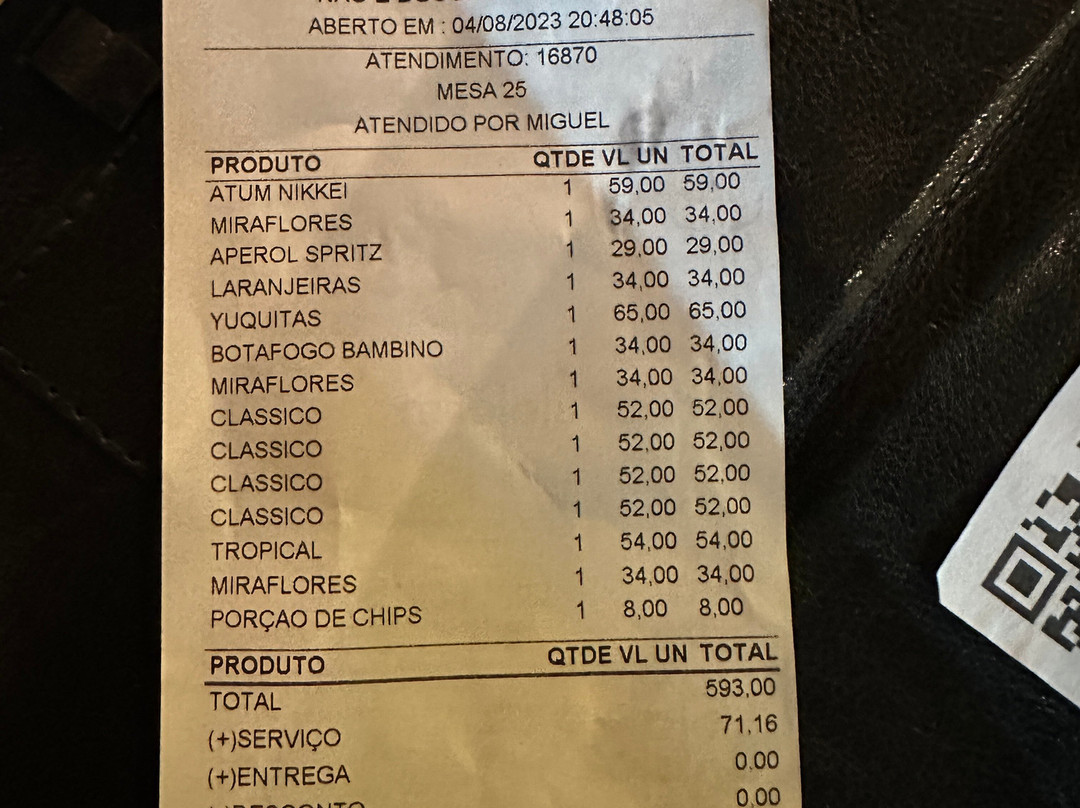 ABERTO EM : 04/08/2023 20:48:05
ATENDIMENTO: 16870
MESA 25
ATENDIDO POR MIGUEL
PRODUTO QTDE VL UN TOTAL
ATUM NIKKEI 1 59,00 59,00
MIRAFLORES 1 34,00 34,00
APEROL SPRITZ 1 29,00 29,00
LARANJEIRAS 1 34,00 34,00
YUQUITAS 1 65,00 65,00
BOTAFOGO BAMBINO 1 34,00 34,00
MIRAFLORES 1 34,00 34,00
CLASSICO 1 52,00 52,00
CLASSICO 1 52,00 52,00
CLASSICO 1 52,00 52,00
CLASSICO 1 52,00 52,00
TROPICAL 1 54,00 54,00
MIRAFLORES 1 34,00 34,00
PORÇAO DE CHIPS 1 8,00 8,00
PRODUTO QTDE VL UN TOTAL
TOTAL 593,00
(+)SERVIÇO 71,16
(+)ENTREGA 0.00
0,00